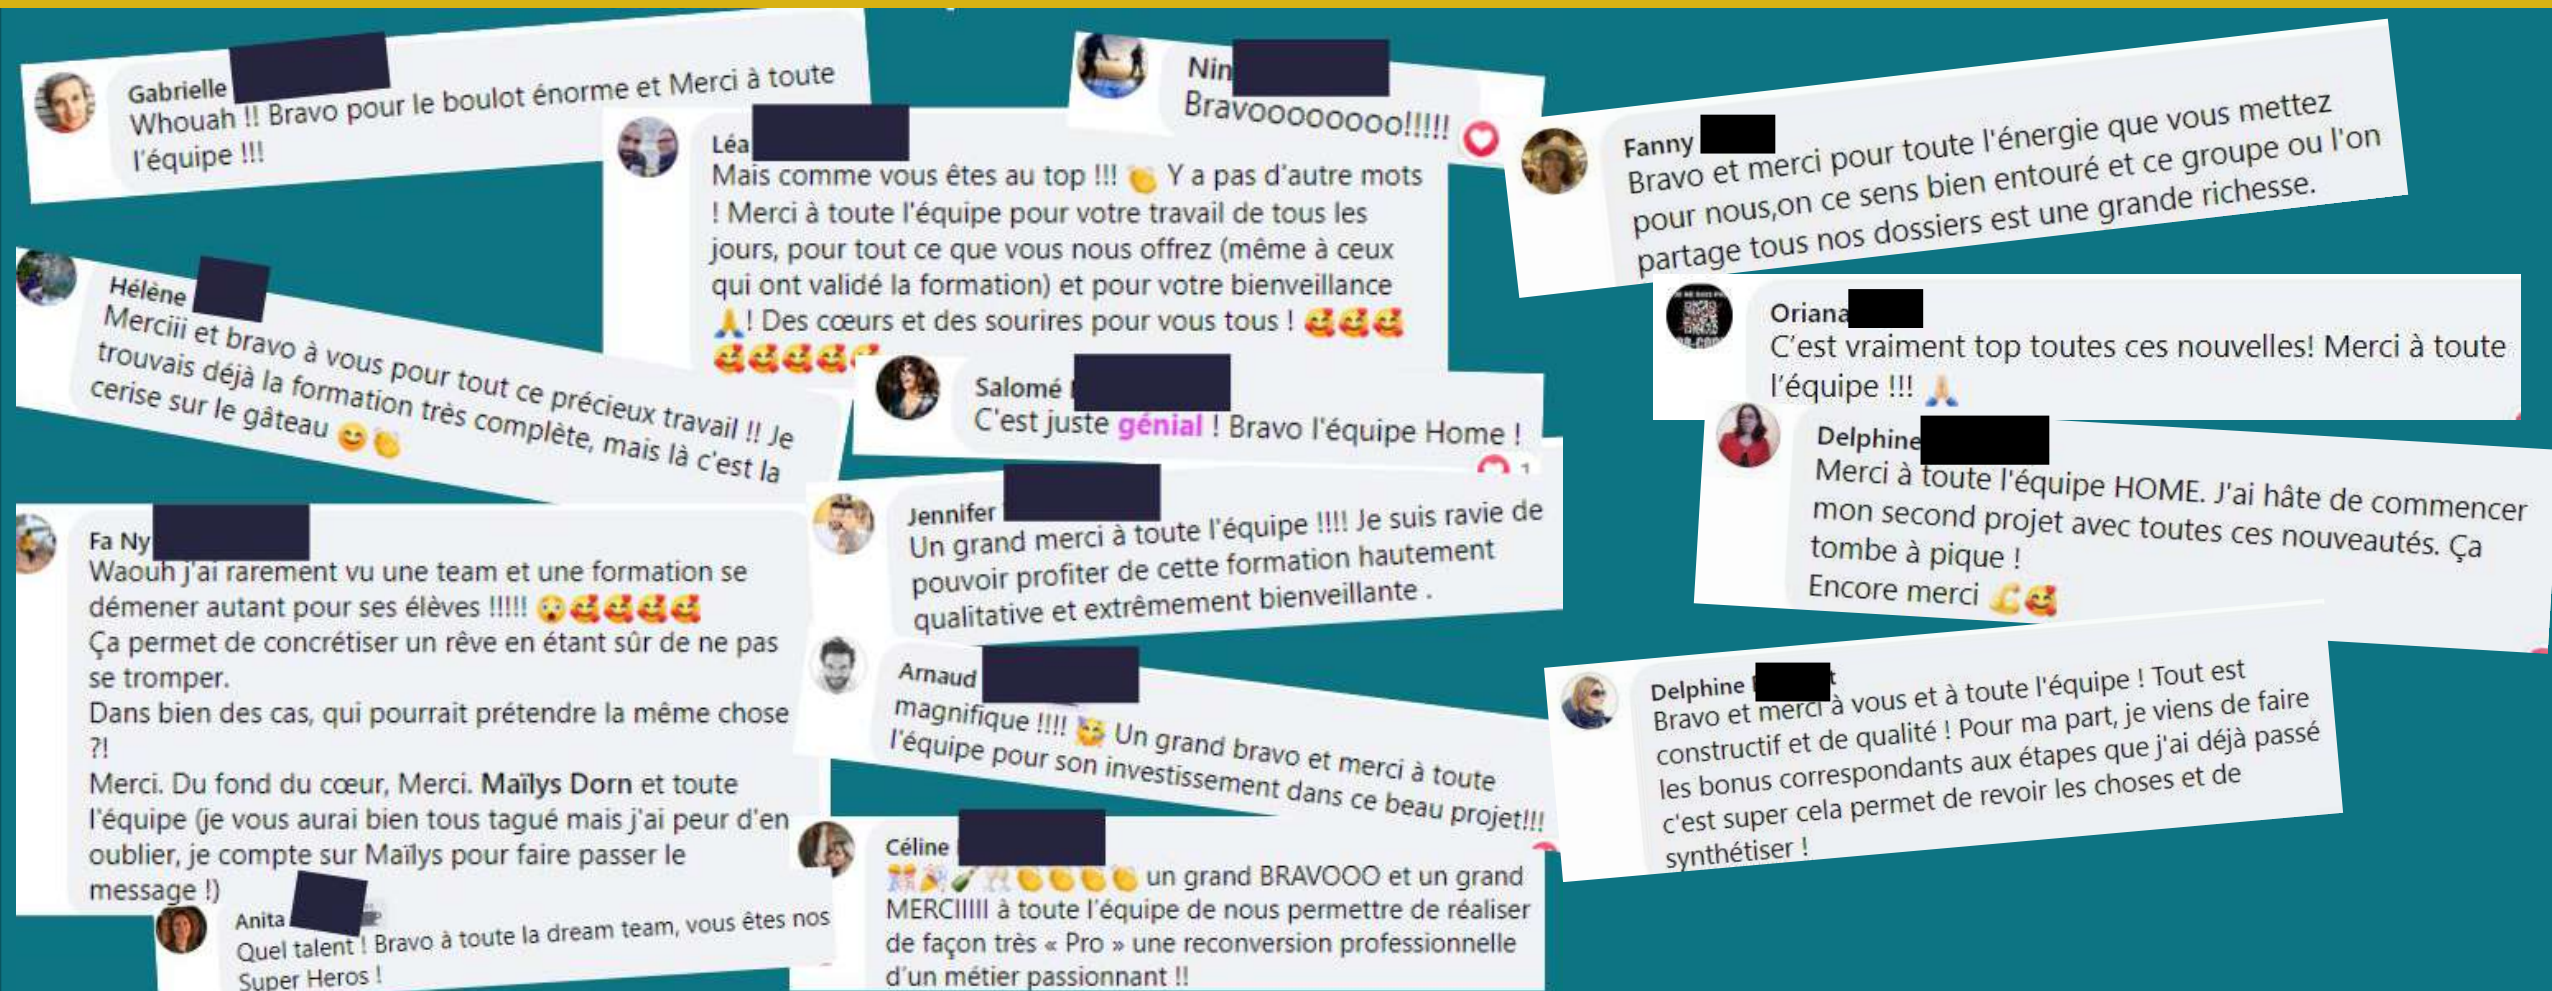 Gabrielle
Whouah !! Bravo pour le boulot énorme et Merci à toute
l'équipe !!!
Nin
Bravooooooooo!!!!!
Léa
Mais comme vous êtes au top !!! 👏 Y a pas d'autre mots
! Merci à toute l'équipe pour votre travail de tous les
jours, pour tout ce que vous nous offrez (même à ceux
qui ont validé la formation) et pour votre bienveillance
🙏! Des cœurs et des sourires pour vous tous ! 🥰🥰🥰
🥰🥰🥰🥰🥰
Fanny
Bravo et merci pour toute l'énergie que vous mettez
pour nous,on ce sens bien entouré et ce groupe ou l'on
partage tous nos dossiers est une grande richesse.
Hélène
Merciii et bravo à vous pour tout ce précieux travail !! Je
trouvais déjà la formation très complète, mais là c'est la
cerise sur le gâteau 😊👏
Oriana
C'est vraiment top toutes ces nouvelles! Merci à toute
l'équipe !!! 🙏🏻
Salomé
C'est juste génial ! Bravo l'équipe Home !
1
Delphine
Merci à toute l'équipe HOME. J'ai hâte de commencer
mon second projet avec toutes ces nouveautés. Ça
tombe à pique !
Encore merci 💪🥰
Jennifer
Un grand merci à toute l'équipe !!!! Je suis ravie de
pouvoir profiter de cette formation hautement
qualitative et extrêmement bienveillante .
Fa Ny
Waouh j'ai rarement vu une team et une formation se
démener autant pour ses élèves !!!!! 😲🥰🥰🥰🥰
Ça permet de concrétiser un rêve en étant sûr de ne pas
se tromper.
Dans bien des cas, qui pourrait prétendre la même chose
?!
Merci. Du fond du cœur, Merci. Maïlys Dorn et toute
l'équipe (je vous aurai bien tous tagué mais j'ai peur d'en
oublier, je compte sur Maïlys pour faire passer le
message !)
Arnaud
magnifique !!!! 🥳 Un grand bravo et merci à toute
l'équipe pour son investissement dans ce beau projet!!!
Delphine t
Bravo et merci à vous et à toute l'équipe ! Tout est
constructif et de qualité ! Pour ma part, je viens de faire
les bonus correspondants aux étapes que j'ai déjà passé
c'est super cela permet de revoir les choses et de
synthétiser !
Céline
🎊🎉🍾🥂👏👏👏👏 un grand BRAVOOO et un grand
MERCIIIII à toute l'équipe de nous permettre de réaliser
de façon très « Pro » une reconversion professionnelle
d'un métier passionnant !!
Anita
Quel talent ! Bravo à toute la dream team, vous êtes nos
Super Heros !